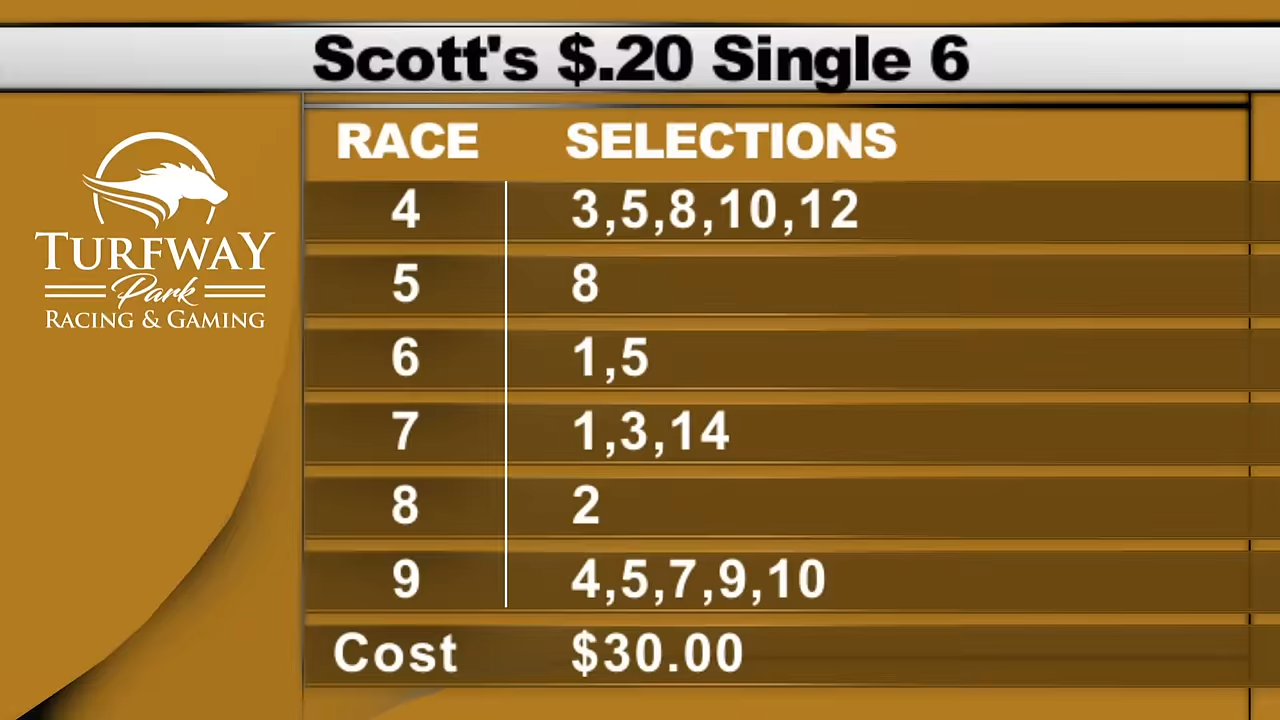 Scott's $.20 Single 6
TURFWAY
Park
RACING & GAMING
RACE SELECTIONS
4 3,5,8,10,12
5 8
6 1,5
7 1,3,14
8 2
9 4,5,7,9,10
Cost $30.00